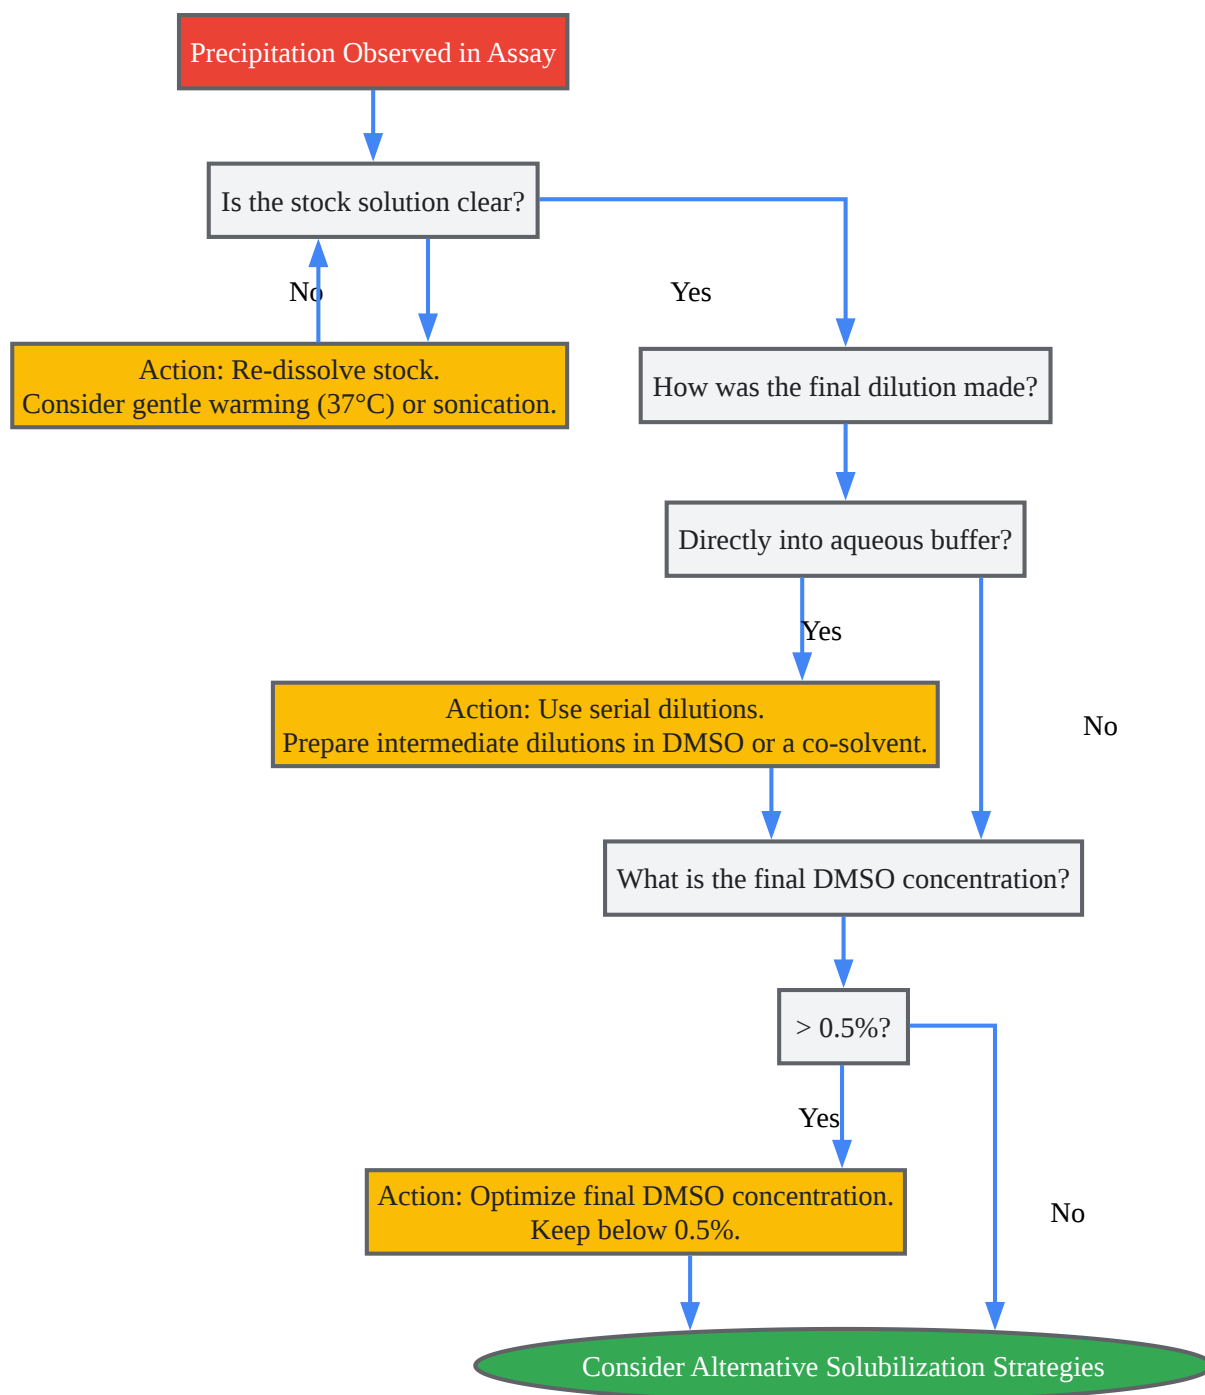 Precipitation Observed in Assay
Is the stock solution clear?
No
Yes
Action: Re-dissolve stock.
Consider gentle warming (37°C) or sonication.
How was the final dilution made?
Directly into aqueous buffer?
Yes
Action: Use serial dilutions.
Prepare intermediate dilutions in DMSO or a co-solvent.
No
What is the final DMSO concentration?
> 0.5%?
Yes
Action: Optimize final DMSO concentration.
Keep below 0.5%.
No
Consider Alternative Solubilization Strategies